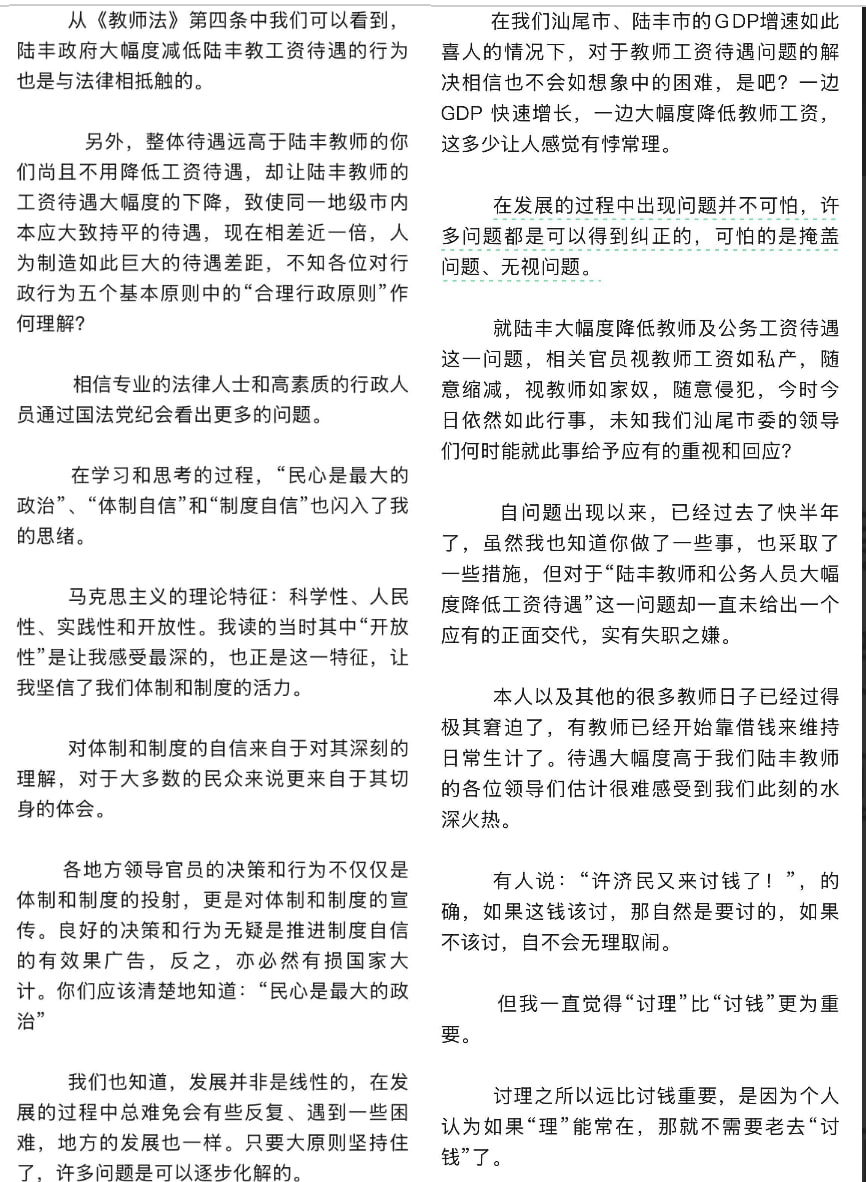 从《教师法》第四条中我们可以看到，
陆丰政府大幅度减低陆丰教工资待遇的行为
也是与法律相抵触的。
另外，整体待遇远高于陆丰教师的你
们尚且不用降低工资待遇，却让陆丰教师的
工资待遇大幅度的下降，致使同一地级市内
本应大致持平的待遇，现在相差近一倍，人
为制造如此巨大的待遇差距，不知各位对行
政行为五个基本原则中的“合理行政原则”作
何理解?
相信专业的法律人士和高素质的行政人
员通过国法党纪会看出更多的问题。
在学习和思考的过程，“民心是最大的
政治”、“体制自信”和“制度自信”也闪入了我
的思绪。
马克思主义的理论特征：科学性、人民
性、实践性和开放性。我读的当时其中“开放
性”是让我感受最深的，也正是这一特征，让
我坚信了我们体制和制度的活力。
对体制和制度的自信来自于对其深刻的
理解，对于大多数的民众来说更来自于其切
身的体会。
各地方领导官员的决策和行为不仅仅是
体制和制度的投射，更是对体制和制度的宣
传。良好的决策和行为无疑是推进制度自信
的有效果广告，反之，亦必然有损国家大
计。你们应该清楚地知道：“民心是最大的政
治”
我们也知道，发展并非是线性的，在发
展的过程中总难免会有些反复、遇到一些困
难，地方的发展也一样。只要大原则坚持住
了，许多问题是可以逐步化解的。
在我们汕尾市、陆丰市的GDP增速如此
喜人的情况下，对于教师工资待遇问题的解
决相信也不会如想象中的困难，是吧？一边
GDP 快速增长，一边大幅度降低教师工资，
这多少让人感觉有悖常理。
在发展的过程中出现问题并不可怕，许
多问题都是可以得到纠正的，可怕的是掩盖
问题、无视问题。
就陆丰大幅度降低教师及公务工资待遇
这一问题，相关官员视教师工资如私产，随
意缩减，视教师如家奴，随意侵犯，今时今
日依然如此行事，未知我们汕尾市委的领导
们何时能就此事给予应有的重视和回应?
自问题出现以来，已经过去了快半年
了，虽然我也知道你做了一些事，也采取了
一些措施，但对于“陆丰教师和公务人员大幅
度降低工资待遇”这一问题却一直未给出一个
应有的正面交代，实有失职之嫌。
本人以及其他的很多教师日子已经过得
极其窘迫了，有教师已经开始靠借钱来维持
日常生计了。待遇大幅度高于我们陆丰教师
的各位领导们估计很难感受到我们此刻的水
深火热。
有人说：“许济民又来讨钱了！”，的
确，如果这钱该讨，那自然是要讨的，如果
不该讨，自不会无理取闹。
但我一直觉得“讨理”比“讨钱”更为重
要。
讨理之所以远比讨钱重要，是因为个人
认为如果“理”能常在，那就不需要老去“讨
钱”了。